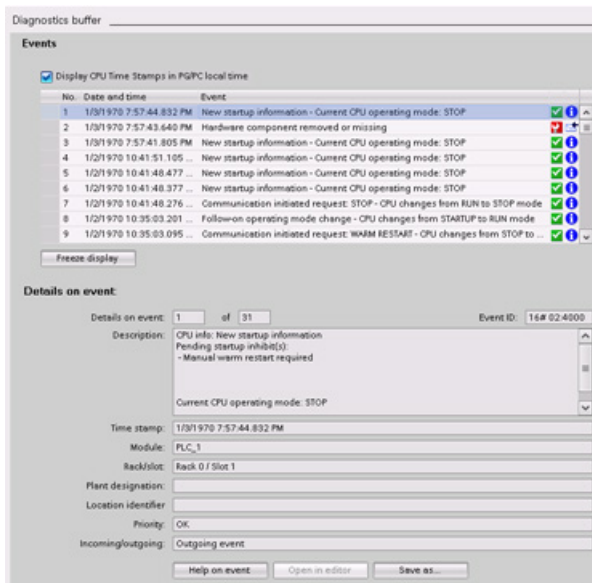 Diagnostics buffer
Events
Display CPU Time Stamps in PG/PC local time
No. Date and time Event
1 1/3/1970 7:57:44.832 PM New startup information - Current CPU operating mode: STOP
2 1/3/1970 7:57:43.640 PM Hardware component removed or missing
3 1/3/1970 7:57:41.805 PM New startup information - Current CPU operating mode: STOP
4 1/2/1970 10:41:51.105 ... New startup information - Current CPU operating mode: STOP
5 1/2/1970 10:41:48.477 ... New startup information - Current CPU operating mode: STOP
6 1/2/1970 10:41:48.377 ... New startup information - Current CPU operating mode: STOP
7 1/2/1970 10:41:48.276 ... Communication initiated request: STOP - CPU changes from RUN to STOP mode
8 1/2/1970 10:35:03.201 ... Follow-on operating mode change - CPU changes from STARTUP to RUN mode
9 1/2/1970 10:35:03.095 ... Communication initiated request: WARM RESTART - CPU changes from STOP to ...
Freeze display
Details on event:
Details on event: 1 of 31 Event ID: 16# 02:4000
Description: CPU info: New startup information
Pending startup inhibit(s):
- Manual warm restart required
Current CPU operating mode: STOP
Time stamp: 1/3/1970 7:57:44.832 PM
Module: PLC_1
Rack/slot: Rack 0 / Slot 1
Plant designation:
Location identifier
Priority: OK
Incoming/outgoing: Outgoing event
Help on event Open in editor Save as...